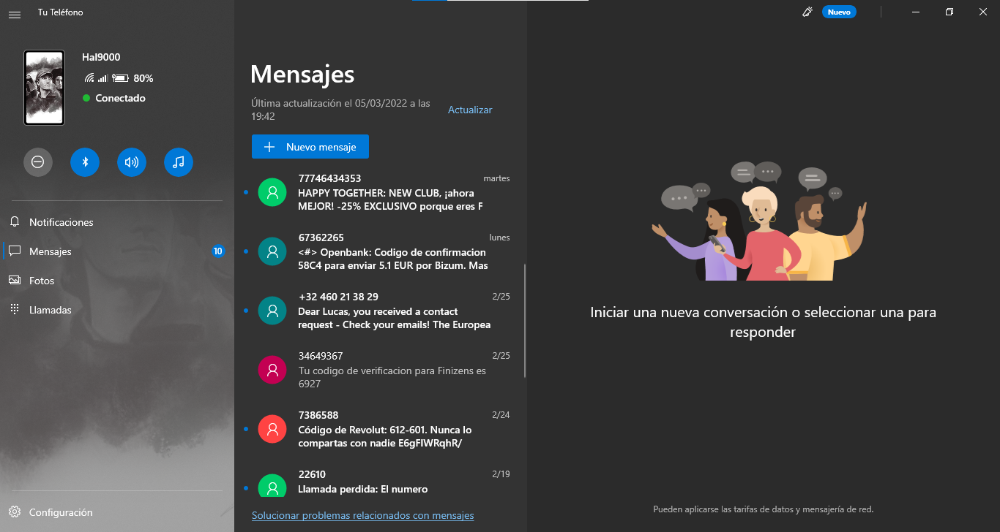 Tu Teléfono
Nuevo
Hal9000
80%
Conectado
Notificaciones
Mensajes
10
Fotos
Llamadas
Configuración
Mensajes
Última actualización el 05/03/2022 a las
19:42
Actualizar
Nuevo mensaje
77746434353
martes
HAPPY TOGETHER: NEW CLUB, ¡ahora
MEJOR! -25% EXCLUSIVO porque eres F
67362265
lunes
<#> Openbank: Codigo de confirmacion
58C4 para enviar 5.1 EUR por Bizum. Mas
+32 460 21 38 29
2/25
Dear Lucas, you received a contact
request - Check your emails! The Europea
34649367
2/25
Tu codigo de verificacion para Finizens es
6927
7386588
2/24
Código de Revolut: 612-601. Nunca lo
compartas con nadie E6gFIWRqhR/
22610
2/19
Llamada perdida: El numero
Solucionar problemas relacionados con mensajes
Iniciar una nueva conversación o seleccionar una para
responder
Pueden aplicarse las tarifas de datos y mensajería de red.